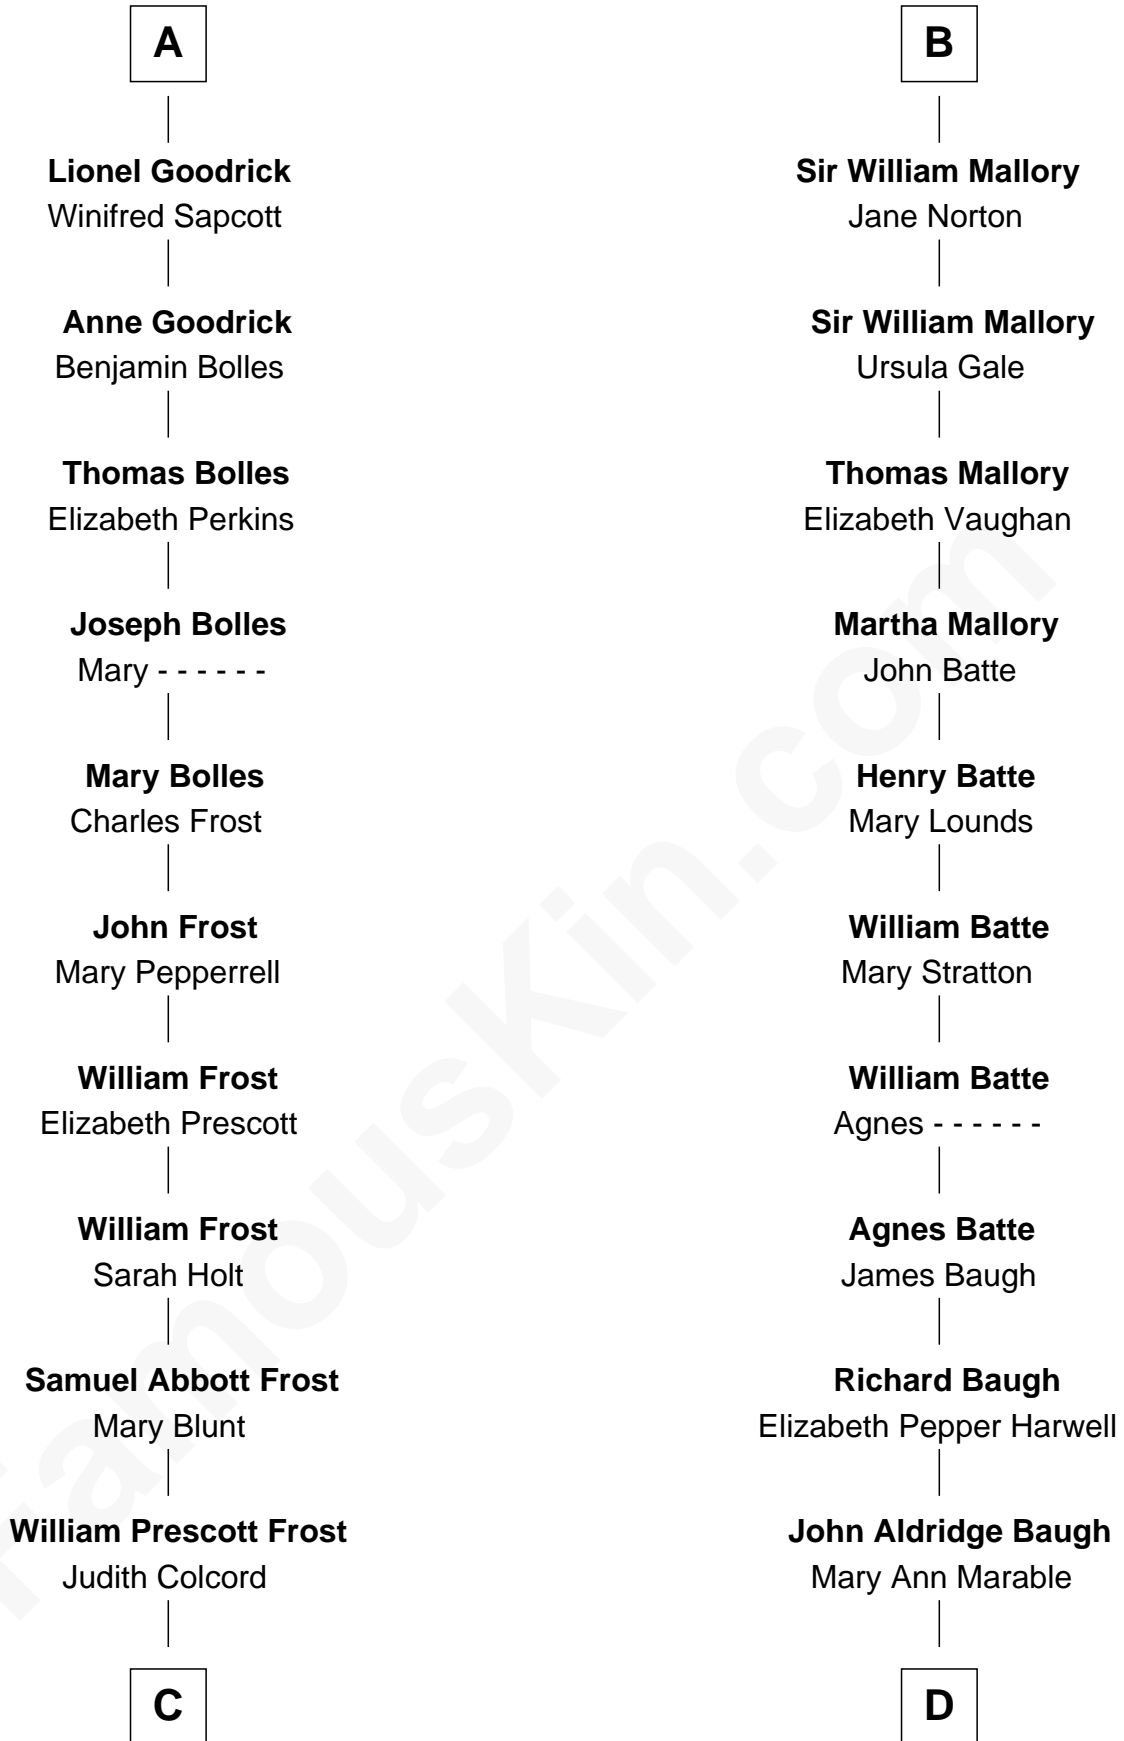 A
Lionel Goodrick
Winifred Sapcott
Anne Goodrick
Benjamin Bolles
Thomas Bolles
Elizabeth Perkins
Joseph Bolles
Mary - - - - - -
Mary Bolles
Charles Frost
John Frost
Mary Pepperrell
William Frost
Elizabeth Prescott
William Frost
Sarah Holt
Samuel Abbott Frost
Mary Blunt
William Prescott Frost
Judith Colcord
C
B
Sir William Mallory
Jane Norton
Sir William Mallory
Ursula Gale
Thomas Mallory
Elizabeth Vaughan
Martha Mallory
John Batte
Henry Batte
Mary Lounds
William Batte
Mary Stratton
William Batte
Agnes - - - - - -
Agnes Batte
James Baugh
Richard Baugh
Elizabeth Pepper Harwell
John Aldridge Baugh
Mary Ann Marable
D
FamousKin.com